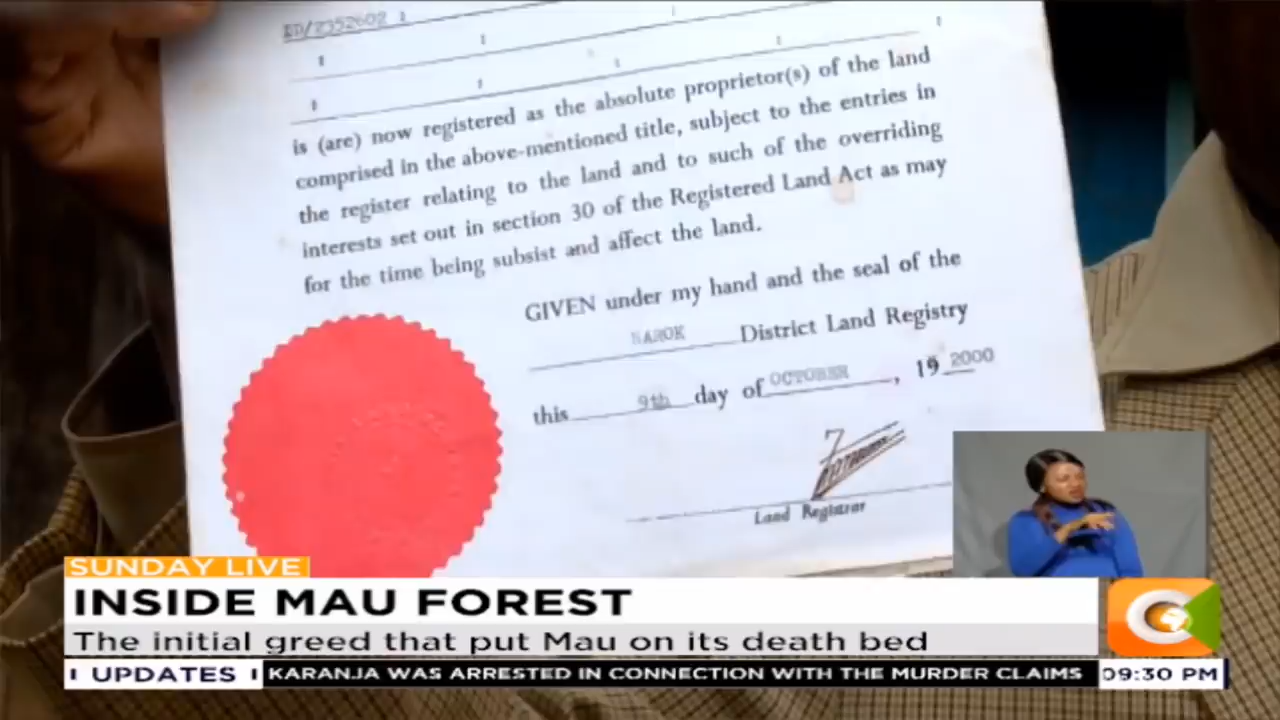 is (are) now registered as the absolute proprietor(s) of the land
comprised in the above-mentioned title, subject to the entries in
the register relating to the land and to such of the overriding
interests set out in section 30 of the Registered Land Act as may
for the time being subsist and affect the land.
GIVEN under my hand and the seal of the
NAROK District Land Registry
this 9th day of OCTOBER, 19 2000
Land Registrar
SUNDAY LIVE
INSIDE MAU FOREST
The initial greed that put Mau on its death bed
UPDATES KARANJA WAS ARRESTED IN CONNECTION WITH THE MURDER CLAIMS 09:30 PM